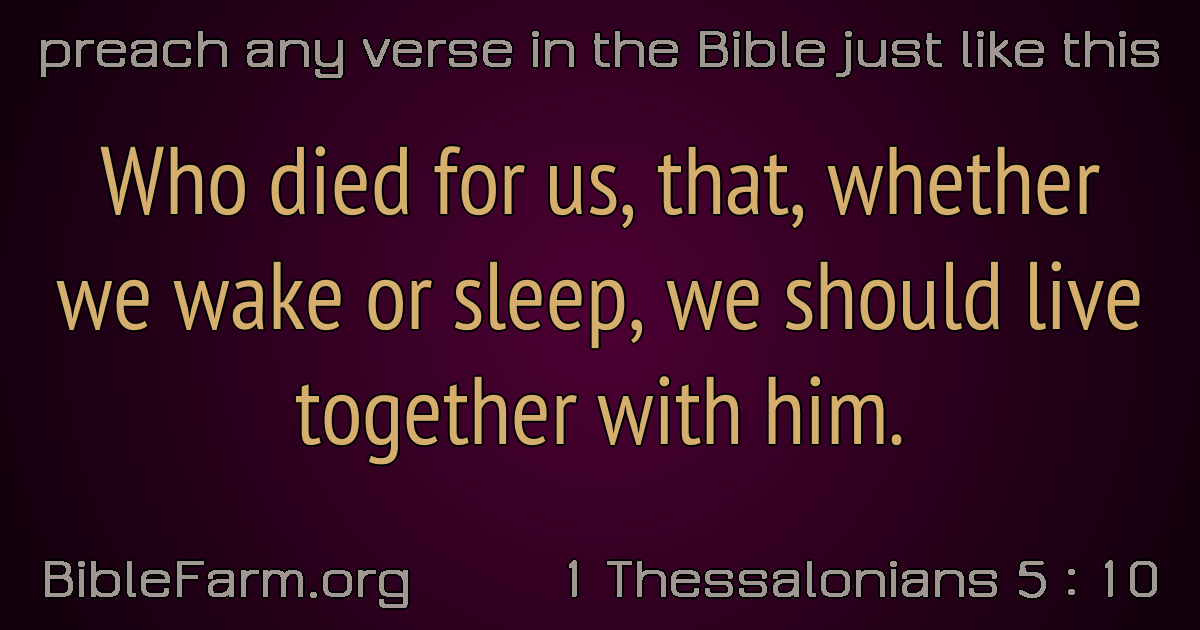 preach any verse in the Bible just like this
Who died for us, that, whether
we wake or sleep, we should live
together with him.
BibleFarm.org 1 Thessalonians 5 : 10